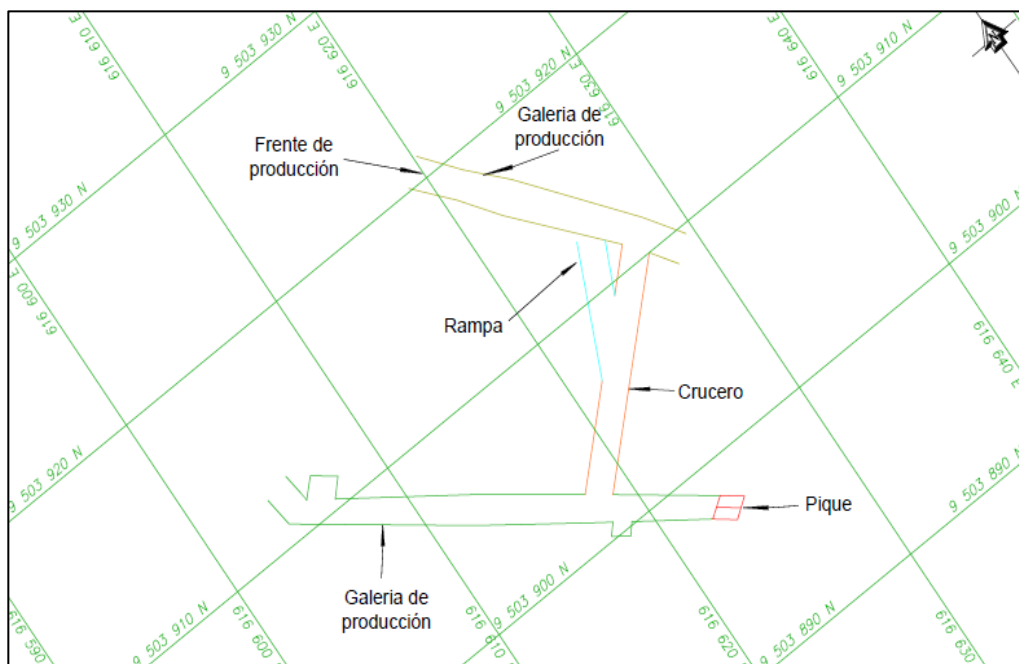 616 610 E
9 503 930 N
616 620 E
9 503 920 N
616 630 E
616 640 E
9 503 910 N
Galeria de
producción
Frente de
producción
9 503 930 N
9 503 900 N
616 600 E
Rampa
616 640 E
Crucero
9 503 920 N
9 503 890 N
Pique
Galeria de
producción
9 503 910 N
9 503 900 N
9 503 890 N
616 590
616 600
616 610
616 620
616 630